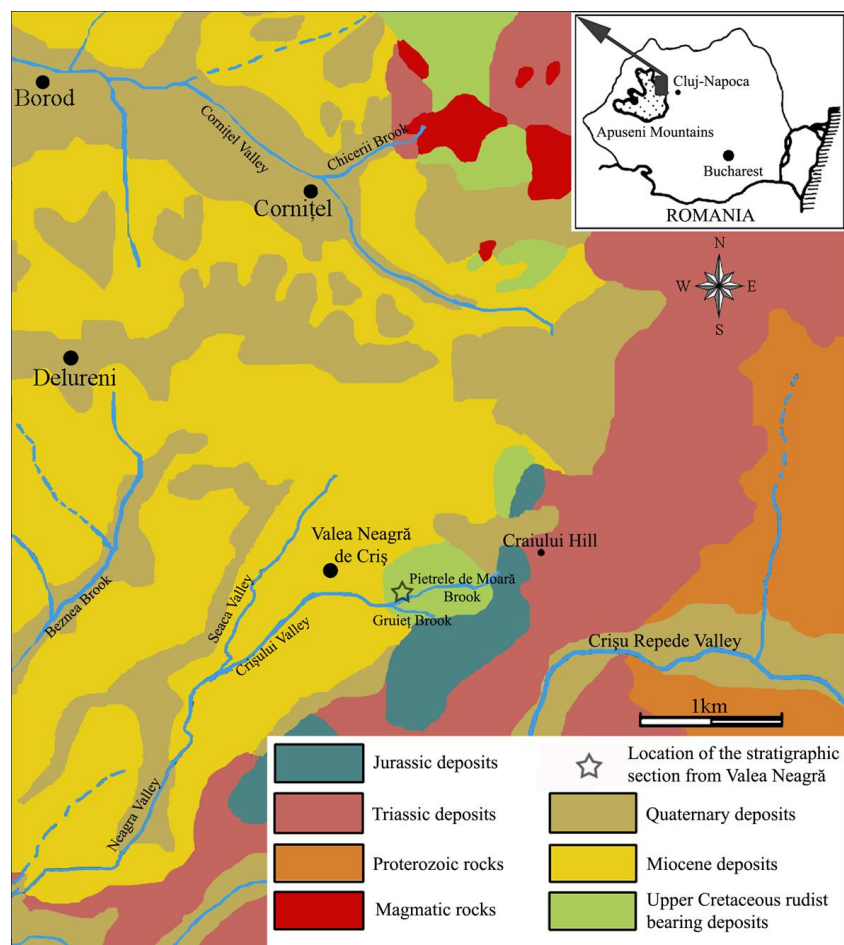 Borod
Cornițel Valley
Chicerii Brook
Cornițel
Cluj-Napoca
Apuseni Mountains
Bucharest
ROMANIA
N
W E
S
Delureni
Valea Neagră
de Criș
Craiului Hill
Pietrele de Moară
Brook
Gruieț Brook
Beznea Brook
Seaca Valley
Crișului Valley
Crișu Repede Valley
Neagra Valley
1km
Jurassic deposits
Triassic deposits
Proterozoic rocks
Magmatic rocks
Location of the stratigraphic
section from Valea Neagră
Quaternary deposits
Miocene deposits
Upper Cretaceous rudist
bearing deposits